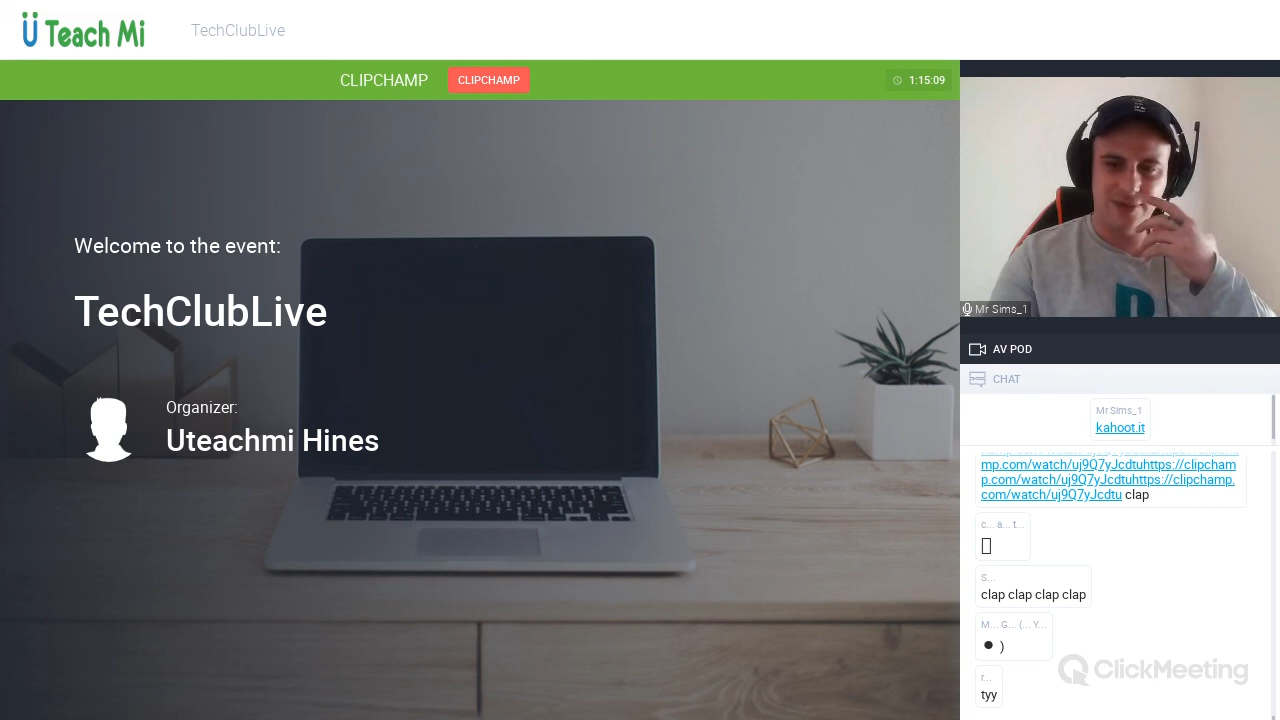 Ü Teach Mi
TechClubLive
CLIPCHAMP
CLIPCHAMP
1:15:09
Welcome to the event:
TechClubLive
Organizer:
Uteachmi Hines
Mr Sims_1
AV POD
CHAT
Mr Sims_1
kahoot.it
mp.com/watch/uj9Q7yJcdtuhttps://clipcham
p.com/watch/uj9Q7yJcdtuhttps://clipchamp.
com/watch/uj9Q7yJcdtu clap
c... a... t...
S...
clap clap clap clap
M... G... (... Y...
● )
r...
tyy
ClickMeeting